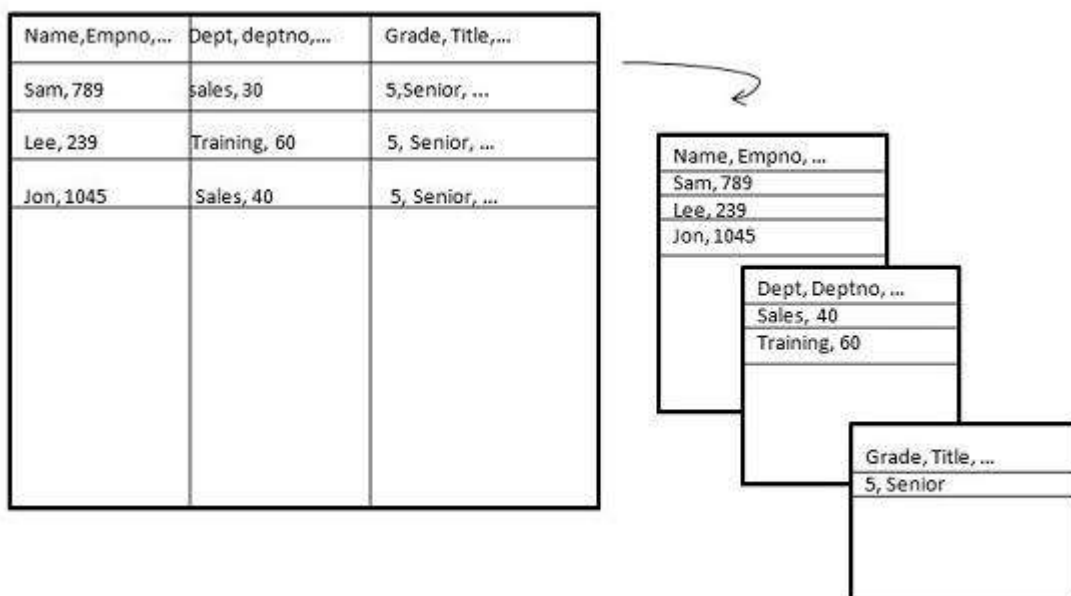 Name,Empno,... Dept, deptno,... Grade, Title,...
Sam, 789 sales, 30 5,Senior, ...
Lee, 239 Training, 60 5, Senior, ...
Jon, 1045 Sales, 40 5, Senior, ...
Name, Empno, ...
Sam, 789
Lee, 239
Jon, 1045
Dept, Deptno, ...
Sales, 40
Training, 60
Grade, Title, ...
5, Senior